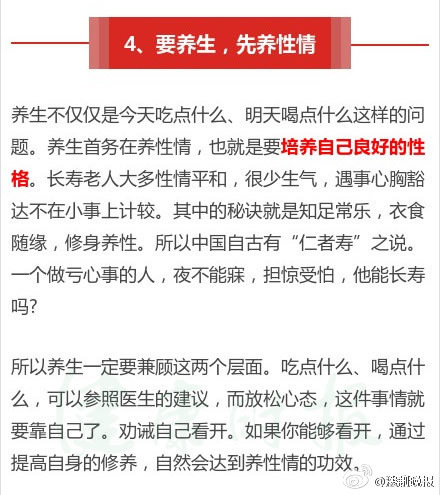 4、要养生，先养性情
养生不仅仅是今天吃点什么、明天喝点什么这样的问
题。养生首务在养性情，也就是要培养自己良好的性
格。长寿老人大多性情平和、很少生气，遇事心胸豁
达不在小事上计较。其中的秘诀就是知足常乐，衣食
随缘，修身养性。所以中国自古有“仁者寿”之说。
一个做亏心事的人，夜不能寐，担惊受怕，他能长寿
吗?
所以养生一定要兼顾这两个层面。吃点什么、喝点什
么，可以参照医生的建议，而放松心态，这件事情就
要靠自己了。劝诫自己看开。如果你能够看开，通过
提高自身的修养，自然会达到养性情的功效。
健康时报